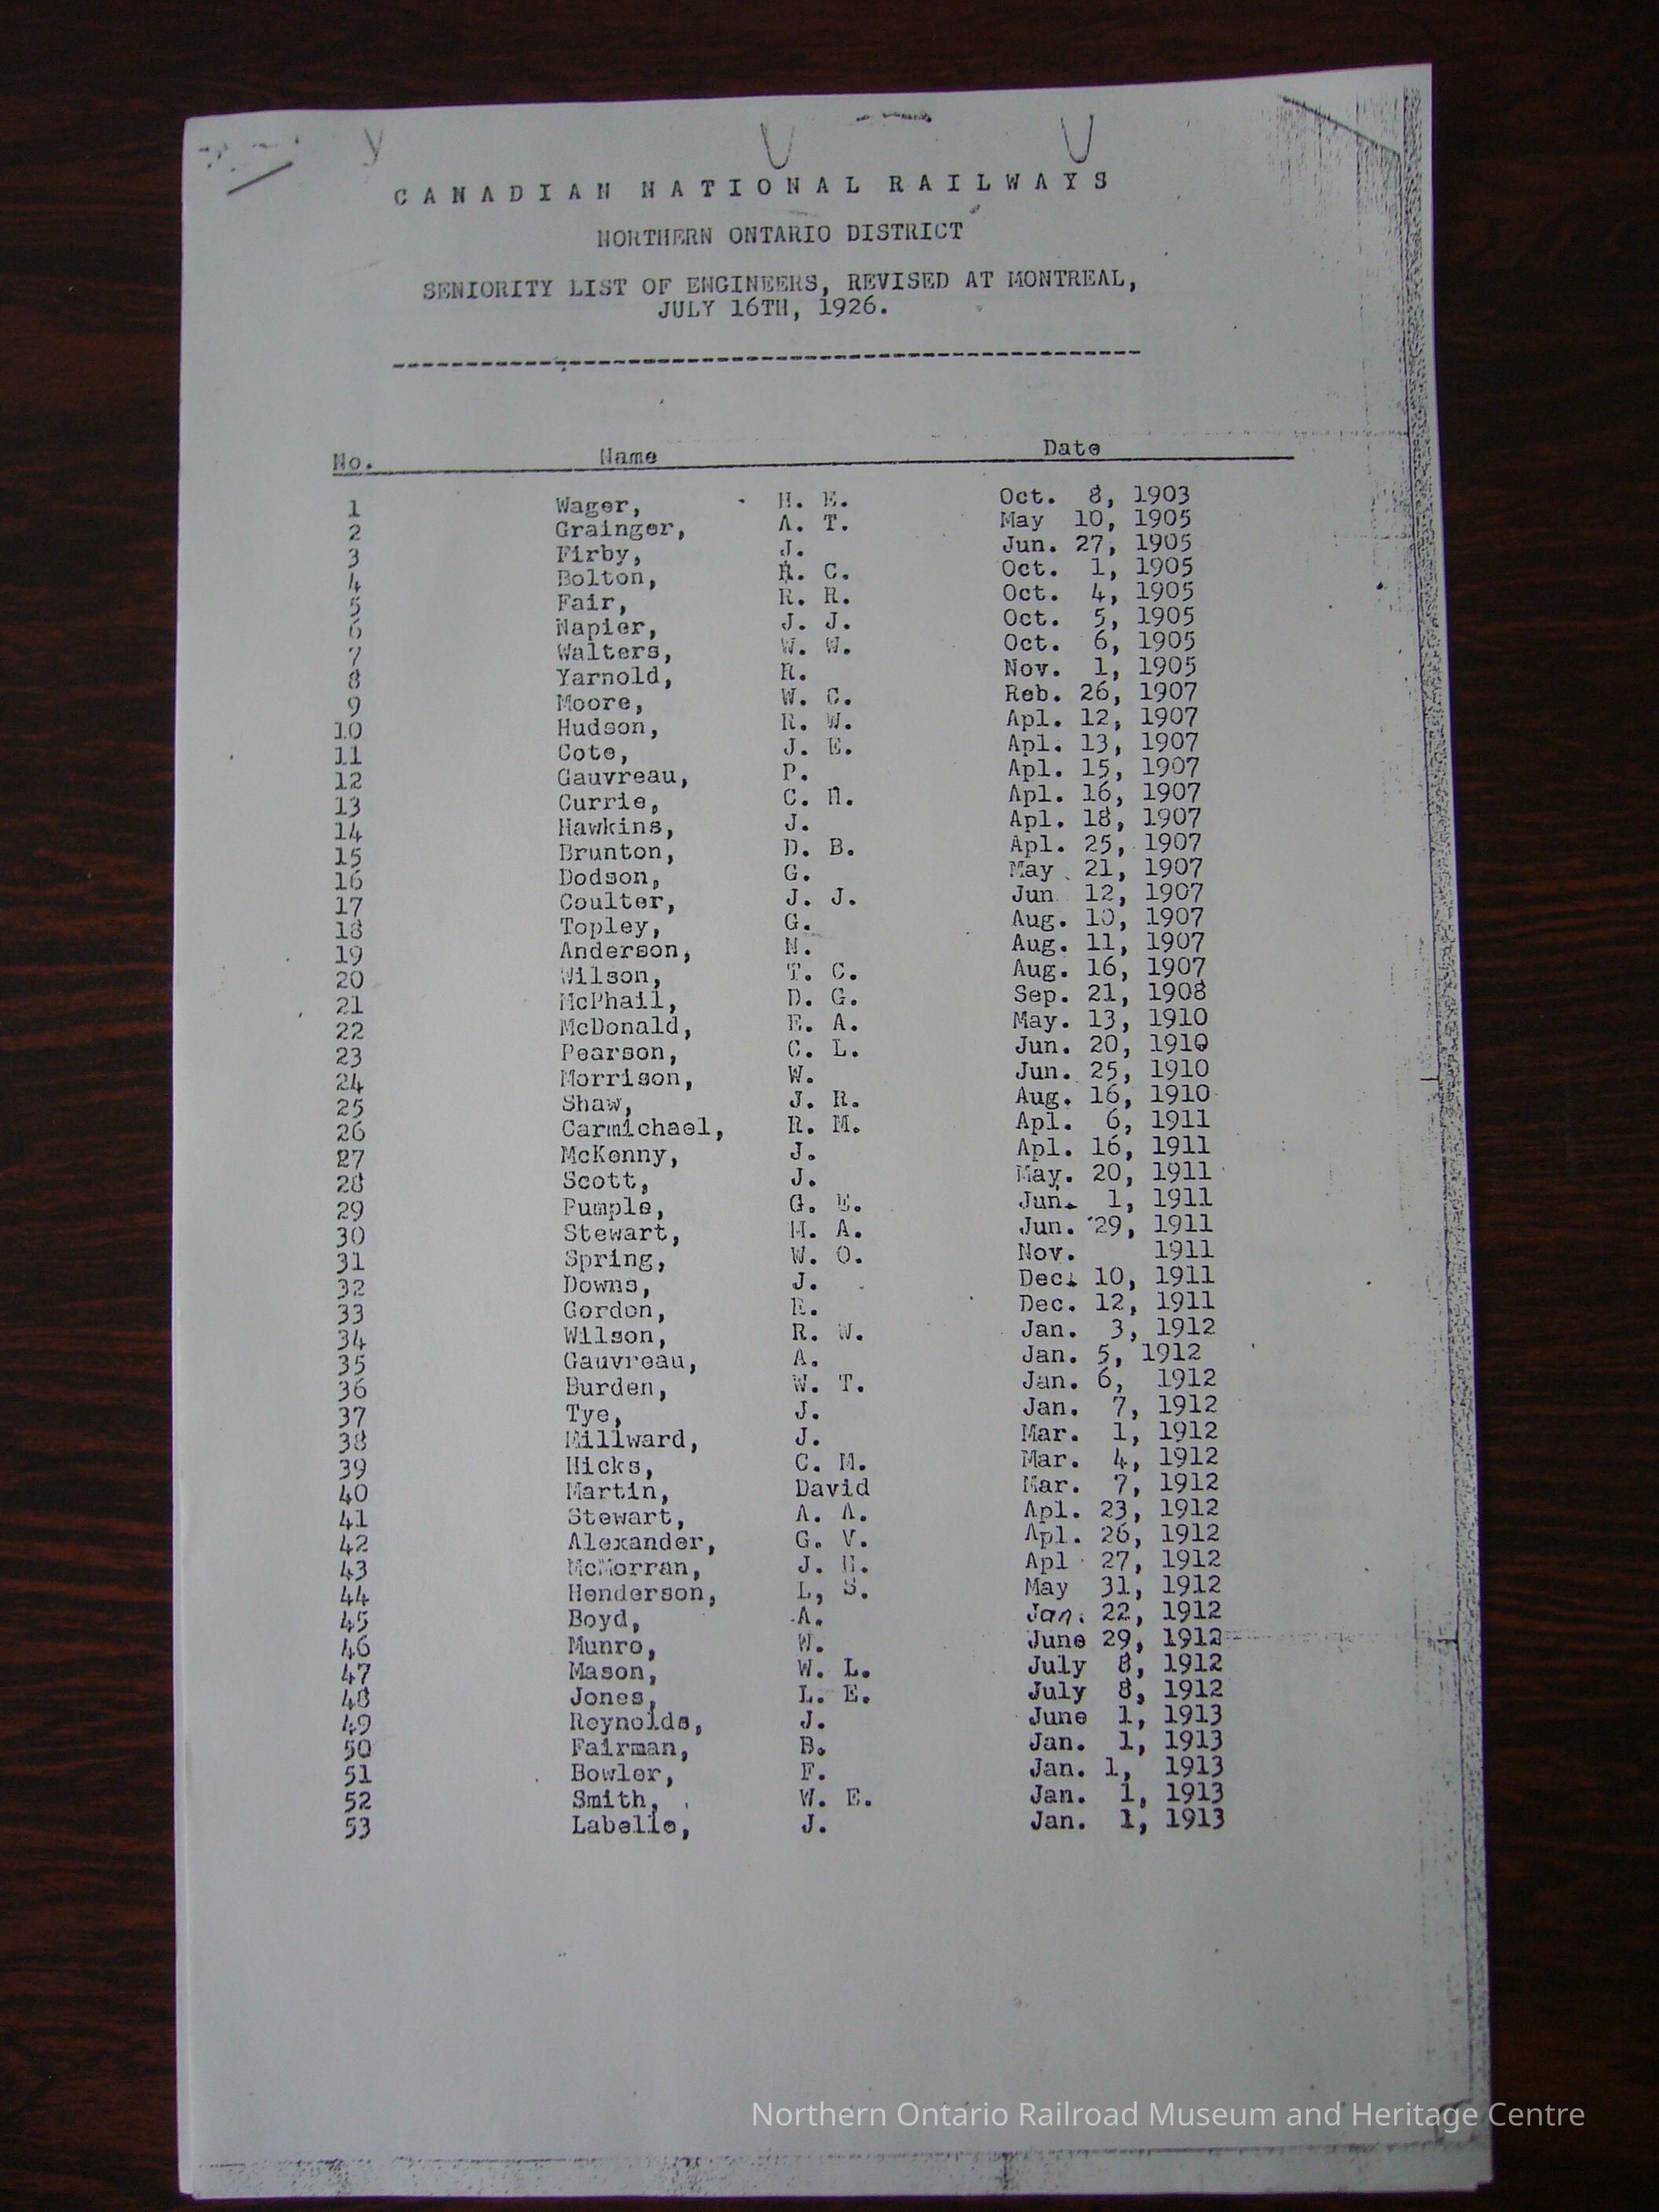 CANADIAN NATIONAL RAILWAYS
NORTHERN ONTARIO DISTRICT
SENIORITY LIST OF ENGINEERS, REVISED AT MONTREAL,
JULY 16TH, 1926.
No. Name Date
1 Wager, H. E. Oct. 8, 1903
2 Grainger, A. T. May 10, 1905
3 Firby, J. Jun. 27, 1905
4 Bolton, R. C. Oct. 1, 1905
5 Fair, R. R. Oct. 4, 1905
6 Napier, J. J. Oct. 5, 1905
7 Walters, W. W. Oct. 6, 1905
8 Yarnold, R. Nov. 1, 1905
9 Moore, W. C. Reb. 26, 1907
10 Hudson, R. W. Apl. 12, 1907
11 Cote, J. E. Apl. 13, 1907
12 Gauvreau, P. Apl. 15, 1907
13 Currie, C. Apl. 16, 1907
14 Hawkins, J. Apl. 18, 1907
15 Brunton, D. B. Apl. 25, 1907
16 Dodson, G. May 21, 1907
17 Coulter, J. J. Jun 12, 1907
18 Topley, G. Aug. 10, 1907
19 Anderson, N. Aug. 11, 1907
20 Wilson, T. C. Aug. 16, 1907
21 McPhail, D. G. Sep. 21, 1908
22 McDonald, E. A. May. 13, 1910
23 Pearson, C. L. Jun. 20, 1910
24 Morrison, W. Jun. 25, 1910
25 Shaw, J. R. Aug. 16, 1910
26 Carmichael, R. M. Apl. 6, 1911
27 McKenny, J. Apl. 16, 1911
28 Scott, J. May. 20, 1911
29 Pumple, G. E. Jun. 1, 1911
30 Stewart, H. A. Jun. 29, 1911
31 Spring, W. O. Nov. 1911
32 Downs, J. Dec. 10, 1911
33 Gordon, R. Dec. 12, 1911
34 Wilson, R. W. Jan. 3, 1912
35 Gauvreau, A. Jan. 5, 1912
36 Burden, W. T. Jan. 6, 1912
37 Tye, J. Jan. 7, 1912
38 Millward, J. Mar. 1, 1912
39 Hicks, C. M. Mar. 4, 1912
40 Martin, David Mar. 7, 1912
41 Stewart, A. A. Apl. 23, 1912
42 Alexander, G. V. Apl. 26, 1912
43 McMorran, J. H. Apl 27, 1912
44 Henderson, L, S. May 31, 1912
45 Boyd, A. Jan. 22, 1912
46 Munro, W. June 29, 1912
47 Mason, W. L. July 8, 1912
48 Jones, L. E. July 8, 1912
49 Reynolds, J. June 1, 1913
50 Fairman, B. Jan. 1, 1913
51 Bowler, F. Jan. 1, 1913
52 Smith, W. E. Jan. 1, 1913
53 Labelle, J. Jan. 1, 1913
Northern Ontario Railroad Museum and Heritage Centre